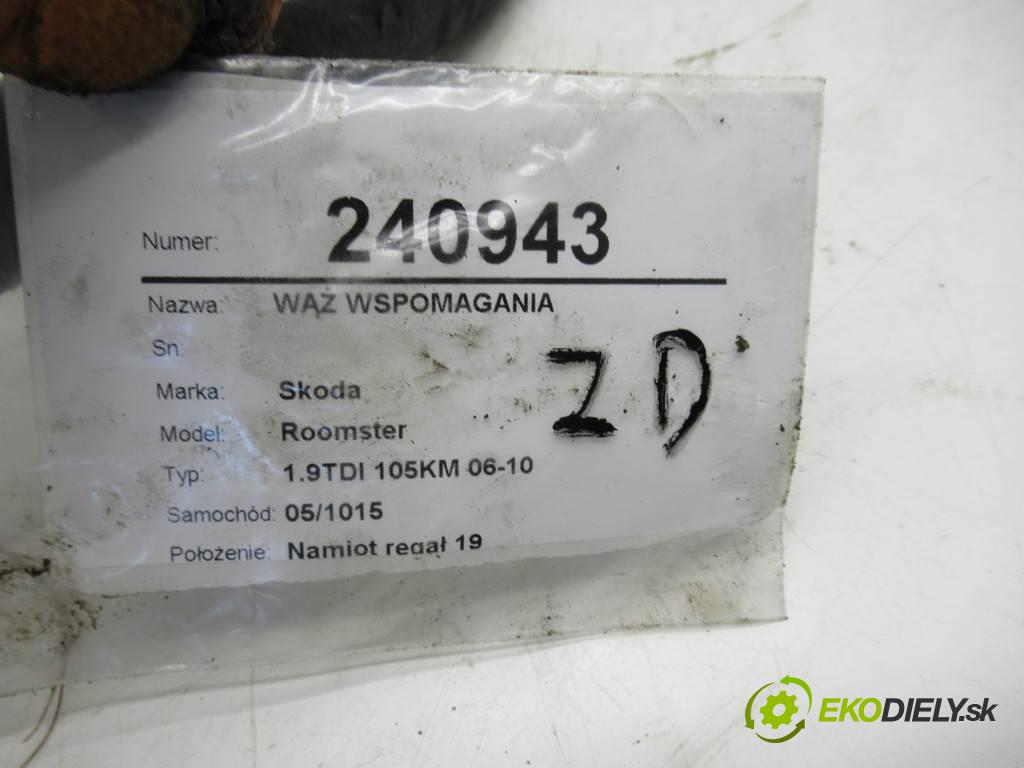 Numer: 240943
Nazwa: WĄŻ WSPOMAGANIA
Sn:
Marka: Skoda
Model: Roomster
Typ: 1.9TDI 105KM 06-10
Samochód: 05/1015
Położenie: Namiot regał 19
ZD
EKODIELY.sk